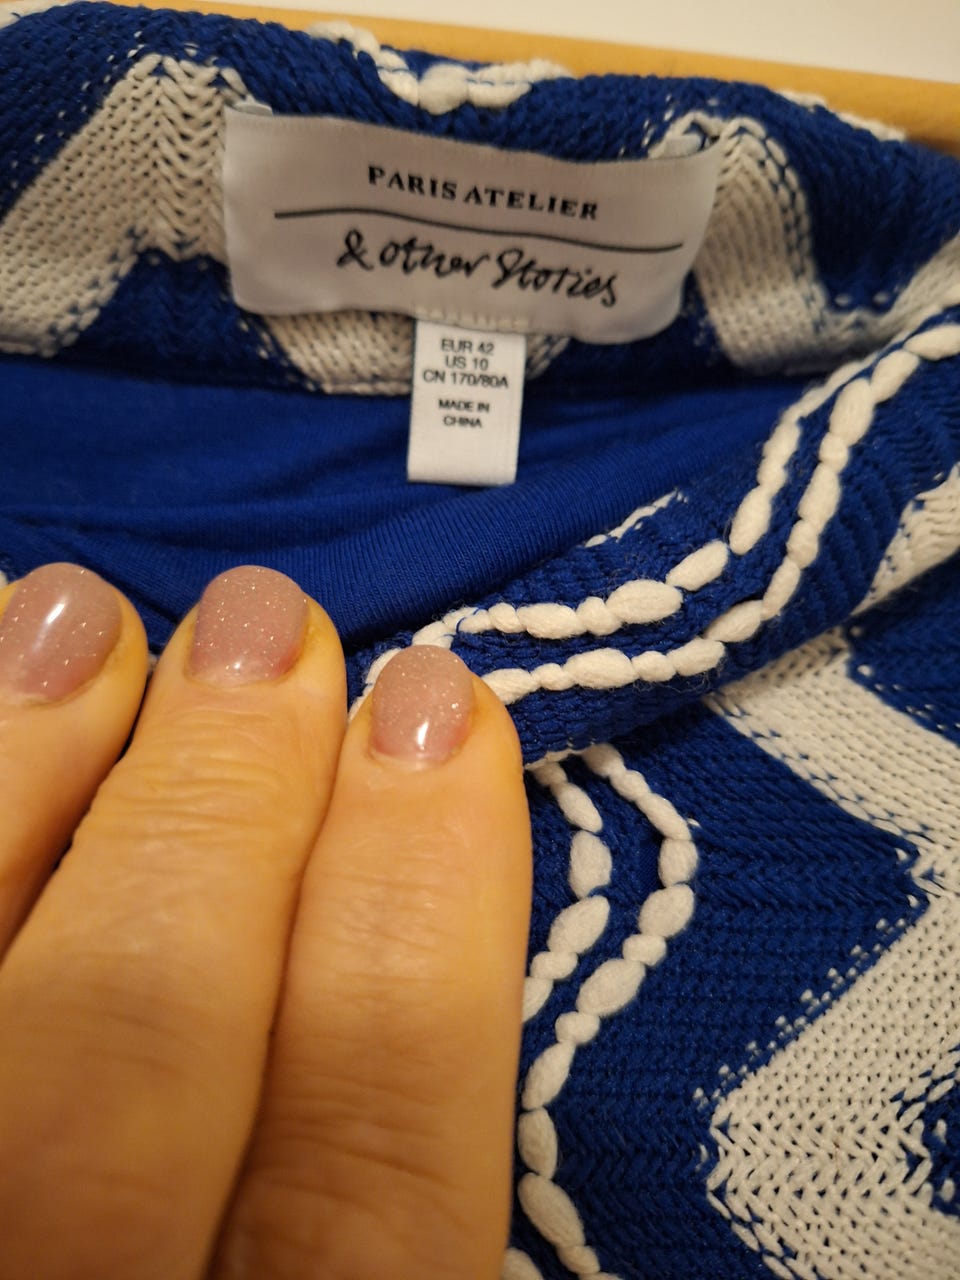 PARIS ATELIER
& other Stories
EUR 42
US 10
CN 170/80A
MADE IN
CHINA